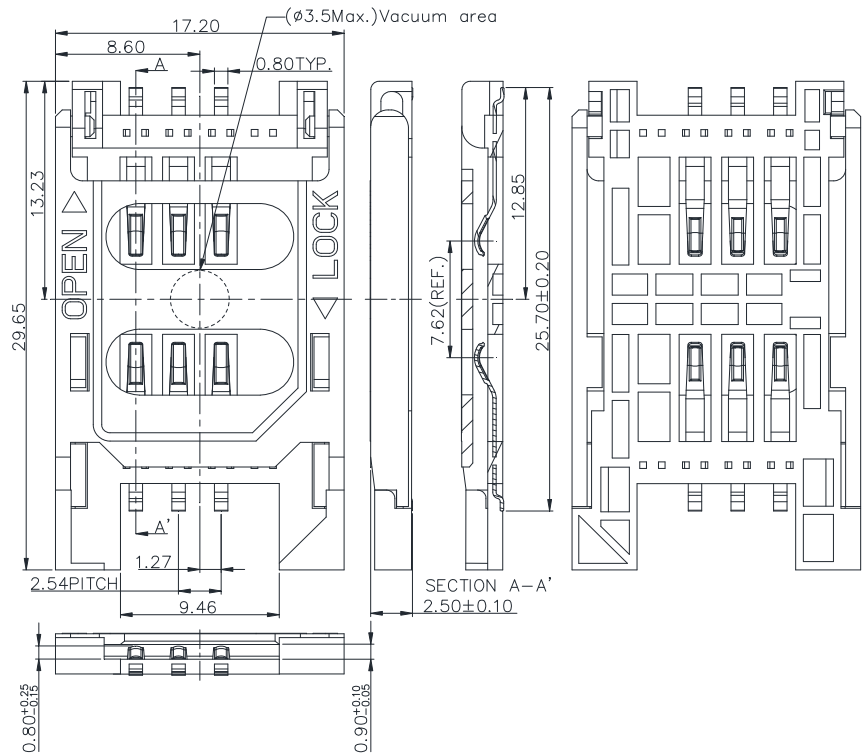 (ø3.5Max.)Vacuum area
17.20
8.60
A
0.80TYP.
13.23
29.65
OPEN
LOCK
12.85
7.62(REF.)
25.70±0.20
A'
1.27
2.54PITCH
9.46
SECTION A-A'
2.50±0.10
0.80+0.25
-0.15
0.90+0.10
-0.05